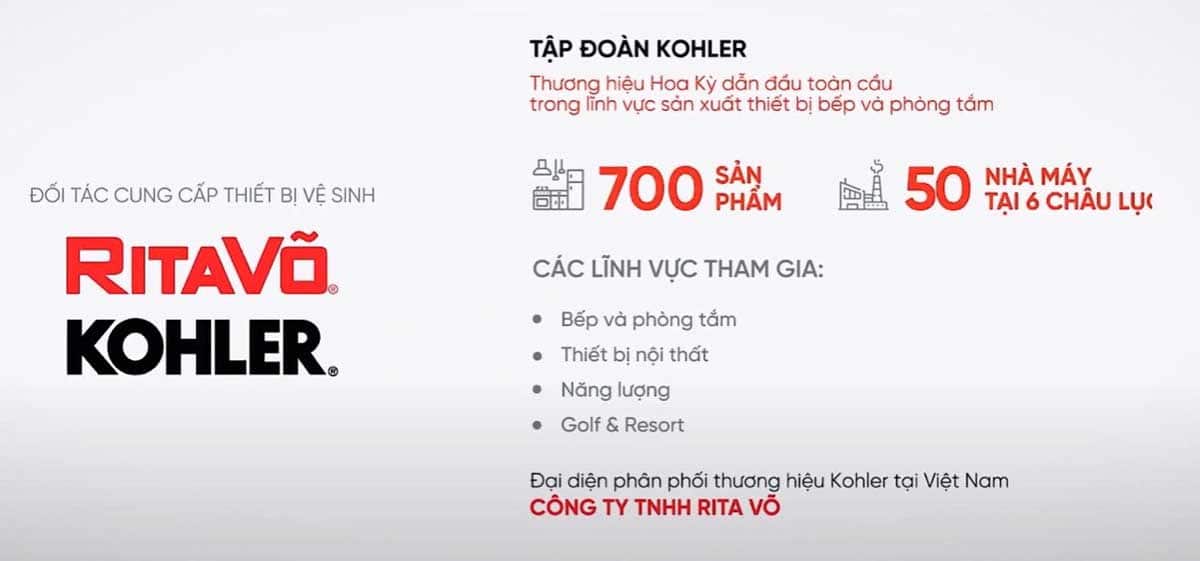 ĐỐI TÁC CUNG CẤP THIẾT BỊ VỆ SINH
RITAVÕ®
KOHLER®
TẬP ĐOÀN KOHLER
Thương hiệu Hoa Kỳ dẫn đầu toàn cầu
trong lĩnh vực sản xuất thiết bị bếp và phòng tắm
700 SẢN
PHẨM
50 NHÀ MÁY
TẠI 6 CHÂU LỤC
CÁC LĨNH VỰC THAM GIA:
• Bếp và phòng tắm
• Thiết bị nội thất
• Năng lượng
• Golf & Resort
Đại diện phân phối thương hiệu Kohler tại Việt Nam
CÔNG TY TNHH RITA VÕ